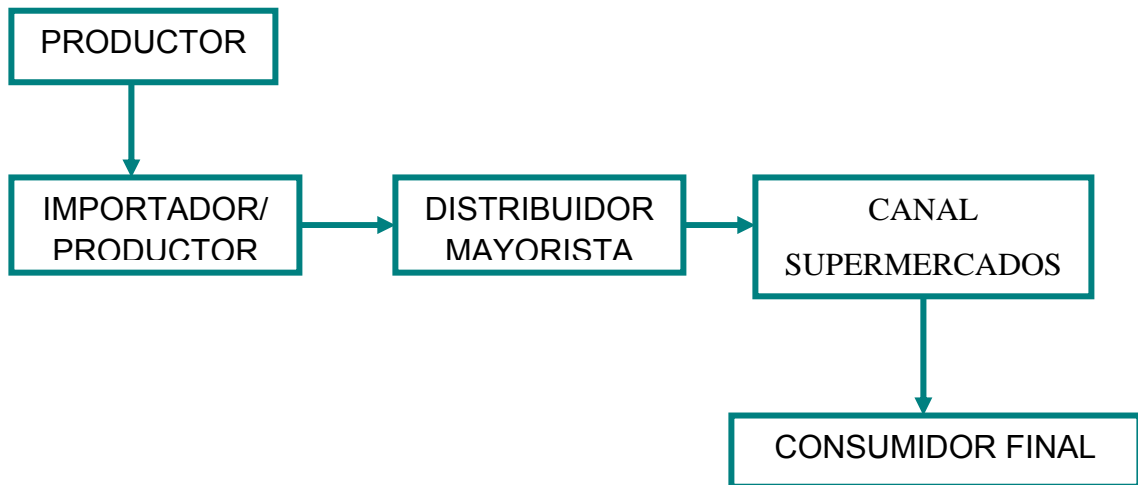 PRODUCTOR
IMPORTADOR/
PRODUCTOR
DISTRIBUIDOR
MAYORISTA
CANAL
SUPERMERCADOS
CONSUMIDOR FINAL